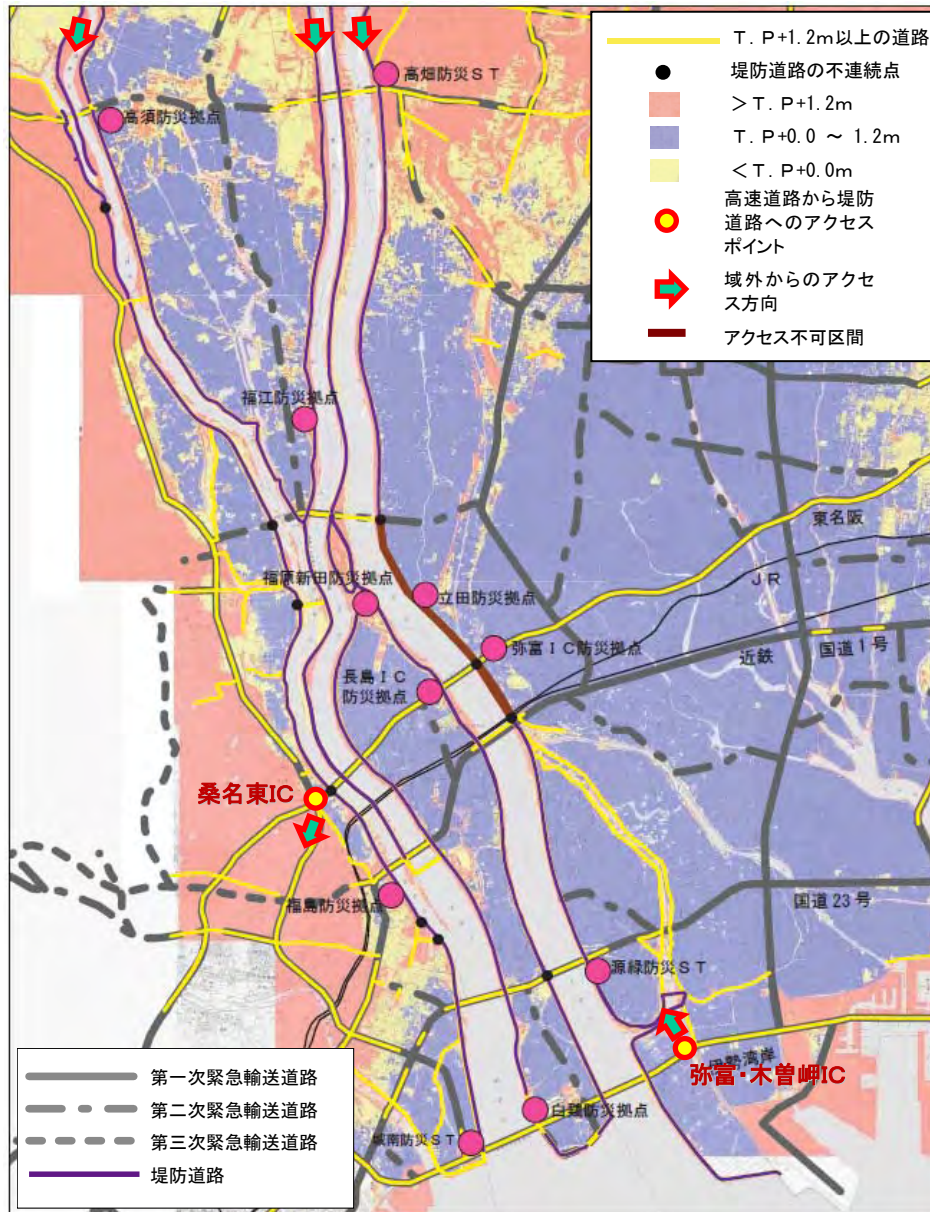 T.P+1.2m以上の道路
堤防道路の不連続点
>T.P+1.2m
T.P+0.0 ~ 1.2m
<T.P+0.0m
高速道路から堤防
道路へのアクセス
ポイント
域外からのアクセ
ス方向
アクセス不可区間
高畑防災ST
高須防災拠点
福江防災拠点
東名阪
JR
福原新田防災拠点
立田防災拠点
国道1号
弥富IC防災拠点
近鉄
長島IC
防災拠点
桑名東IC
福島防災拠点
国道23号
源緑防災ST
伊勢湾岸
弥富・木曽岬IC
白鶏防災拠点
城南防災ST
第一次緊急輸送道路
第二次緊急輸送道路
第三次緊急輸送道路
堤防道路